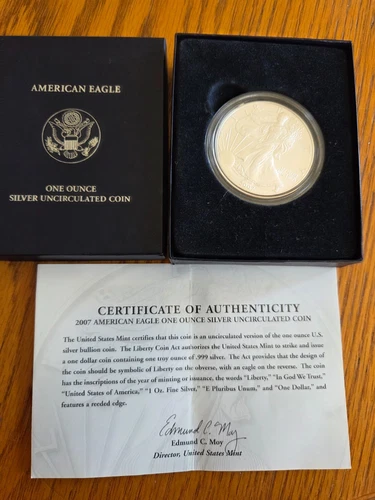 AMERICAN EAGLE
ONE OUNCE
SILVER UNCIRCULATED COIN
CERTIFICATE OF AUTHENTICITY
2007 AMERICAN EAGLE ONE OUNCE SILVER UNCIRCULATED COIN
The United States Mint certifies that this coin is an uncirculated version of the one ounce U.S.
silver bullion coin. The Liberty Coin Act authorizes the United States Mint to strike and issue
a one dollar coin containing one troy ounce of .999 silver. The Act provides that the design of
the coin should be symbolic of Liberty on the obverse, with an eagle on the reverse. The coin
has the inscriptions of the year of minting or issuance, the words "Liberty," "In God We Trust,"
"United States of America," "1 Oz. Fine Silver," "E Pluribus Unum," and "One Dollar," and
features a reeded edge.
Edmund C. Moy
Edmund C. Moy
Director, United States Mint